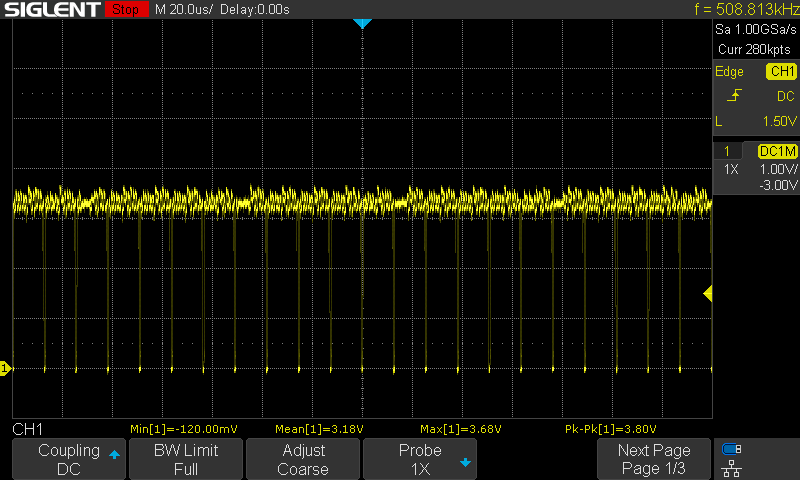 SIGLENT Stop M 20.0us/ Delay:0.00s f = 508.813kHz
Sa 1.00GSa/s
Curr 280kpts
Edge CH1
DC
L 1.50V
1 DC1M
1X 1.00V/
-3.00V
1
CH1 Min[1]=-120.00mV Mean[1]=3.18V Max[1]=3.68V Pk-Pk[1]=3.80V
Coupling BW Limit Adjust Probe Next Page
DC Full Coarse 1X Page 1/3